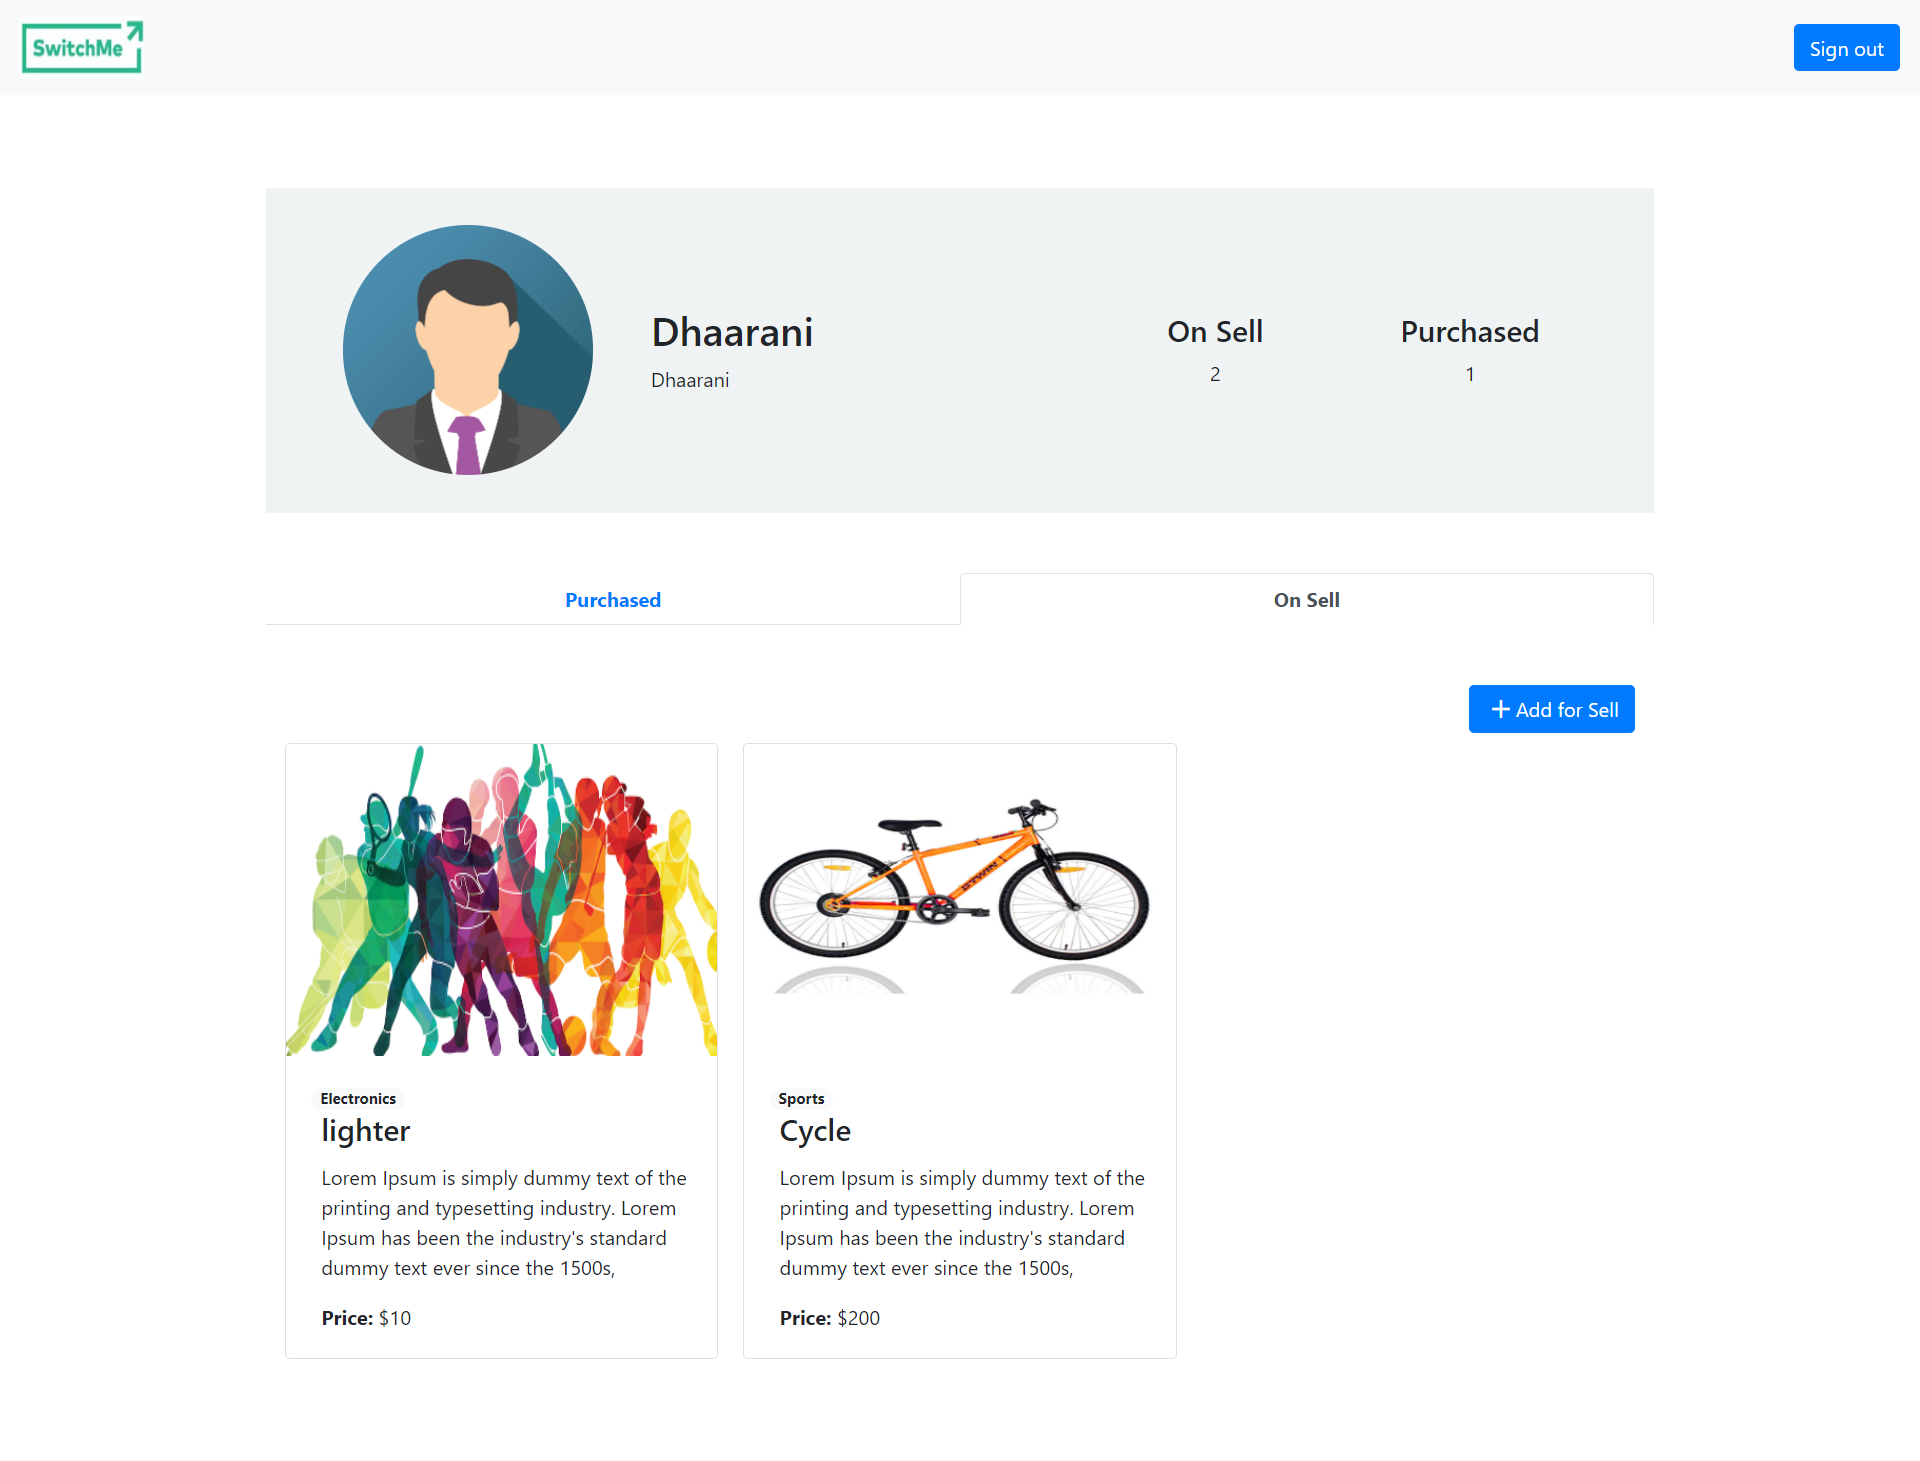 SwitchMe
Sign out
Dhaarani
Dhaarani
On Sell
2
Purchased
1
Purchased
On Sell
Add for Sell
Electronics
lighter
Lorem Ipsum is simply dummy text of the
printing and typesetting industry. Lorem
Ipsum has been the industry's standard
dummy text ever since the 1500s,
Price: $10
BTWIN
Sports
Cycle
Lorem Ipsum is simply dummy text of the
printing and typesetting industry. Lorem
Ipsum has been the industry's standard
dummy text ever since the 1500s,
Price: $200